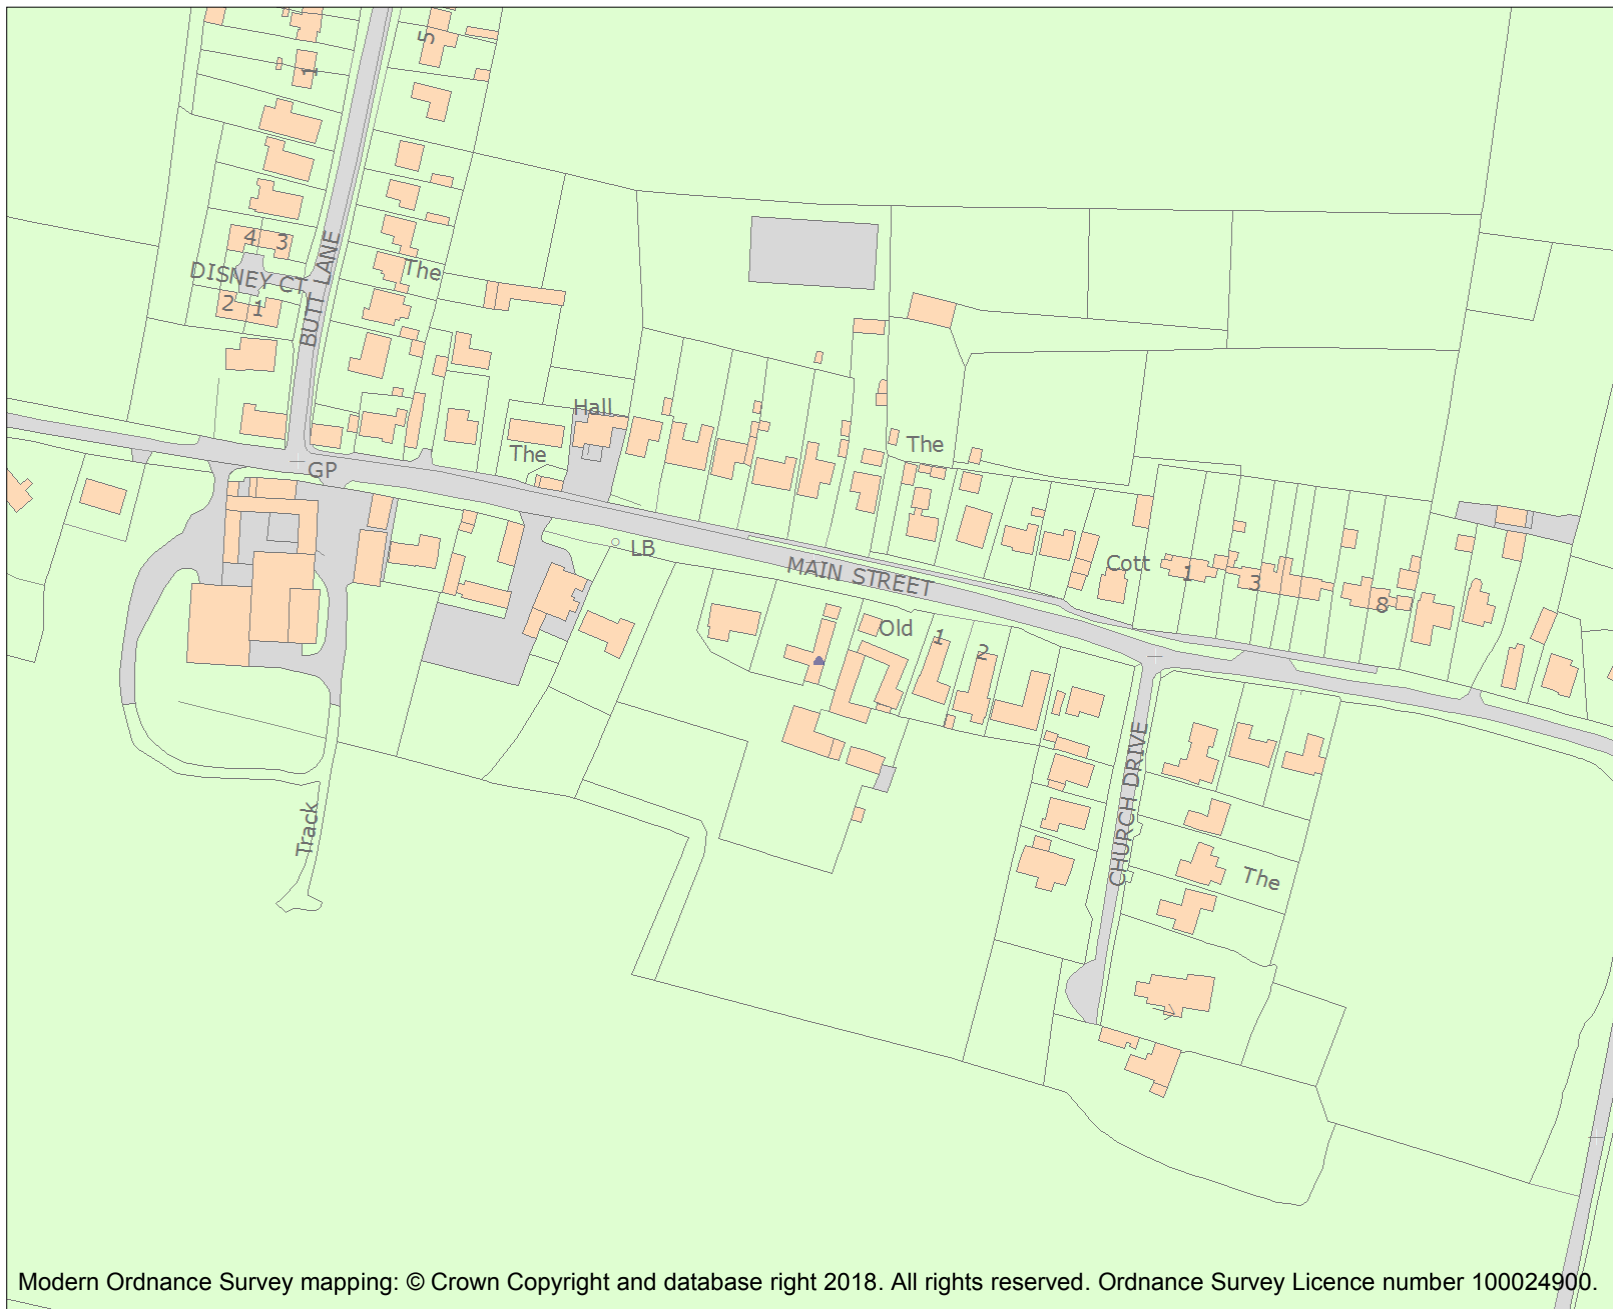 5
1
4 3
The
DISNEY CT
2 1
BUTT LANE
Hall
The
The
GP
LB
MAIN STREET
Cott
1
3
8
Old
1
2
CHURCH DRIVE
Track
The
Modern Ordnance Survey mapping: © Crown Copyright and database right 2018. All rights reserved. Ordnance Survey Licence number 100024900.